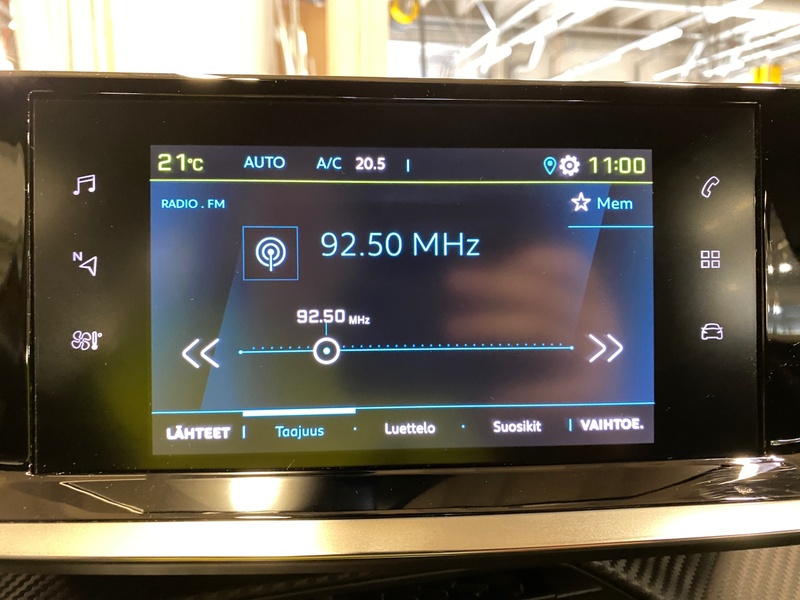 21°C AUTO A/C 20.5 11:00
RADIO . FM Mem
92.50 MHz
92.50 MHz
N
LÄHTEET Taajuus Luettelo Suosikit VAIHTOE.